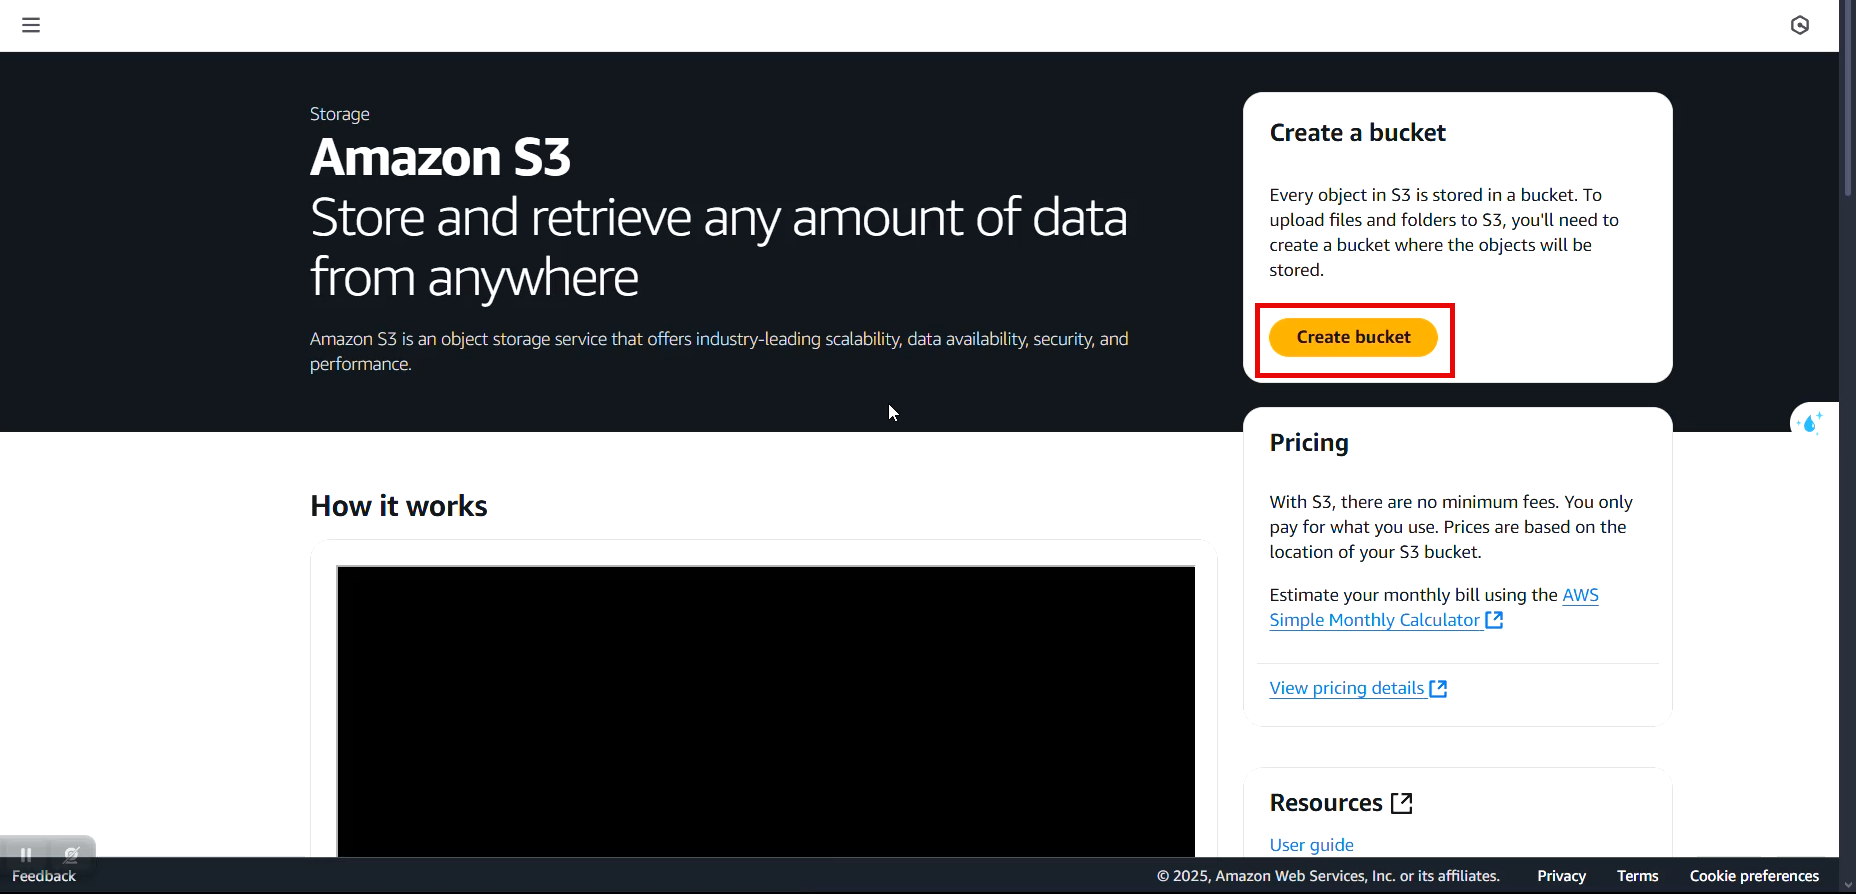 Storage
Amazon S3
Store and retrieve any amount of data
from anywhere
Amazon S3 is an object storage service that offers industry-leading scalability, data availability, security, and
performance.
Create a bucket
Every object in S3 is stored in a bucket. To
upload files and folders to S3, you'll need to
create a bucket where the objects will be
stored.
Create bucket
How it works
Pricing
With S3, there are no minimum fees. You only
pay for what you use. Prices are based on the
location of your S3 bucket.
Estimate your monthly bill using the AWS
Simple Monthly Calculator
View pricing details
Resources
User guide
Feedback
© 2025, Amazon Web Services, Inc. or its affiliates.
Privacy
Terms
Cookie preferences